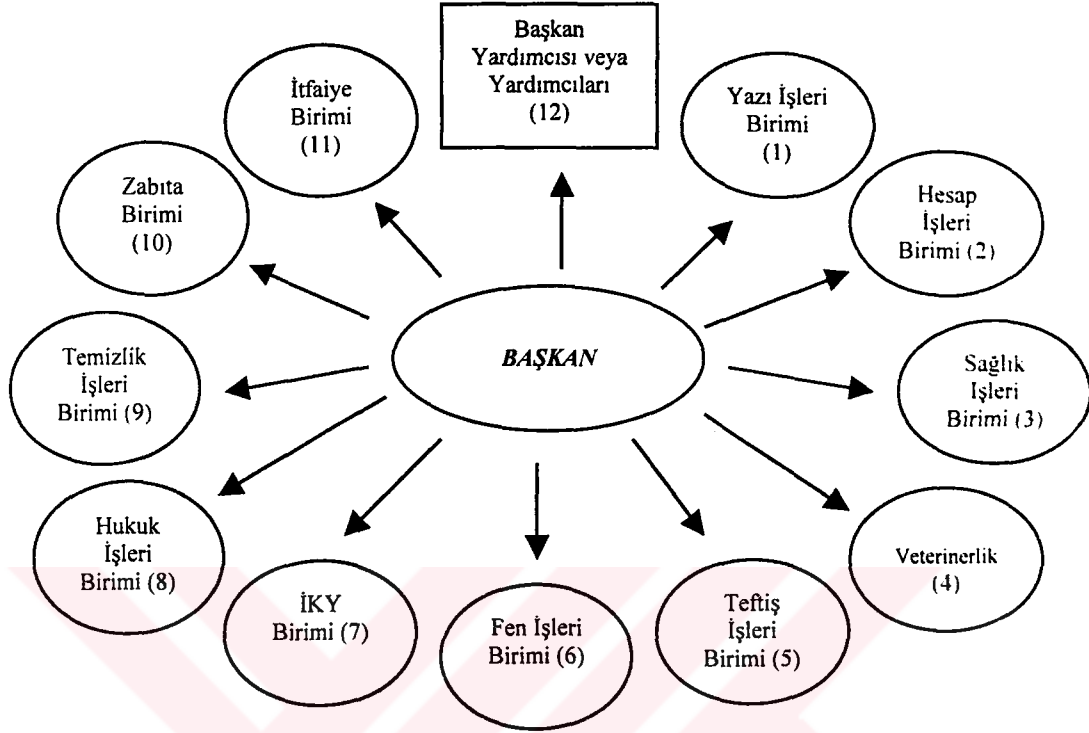 Başkan
Yardımcısı veya
Yardımcıları
(12)
Yazı İşleri
Birimi
(1)
Hesap
İşleri
Birimi (2)
Sağlık
İşleri
Birimi (3)
Veterinerlik
(4)
Teftiş
İşleri
Birimi (5)
Fen İşleri
Birimi (6)
İKY
Birimi (7)
Hukuk
İşleri
Birimi (8)
Temizlik
İşleri
Birimi (9)
Zabıta
Birimi
(10)
İtfaiye
Birimi
(11)
BAŞKAN